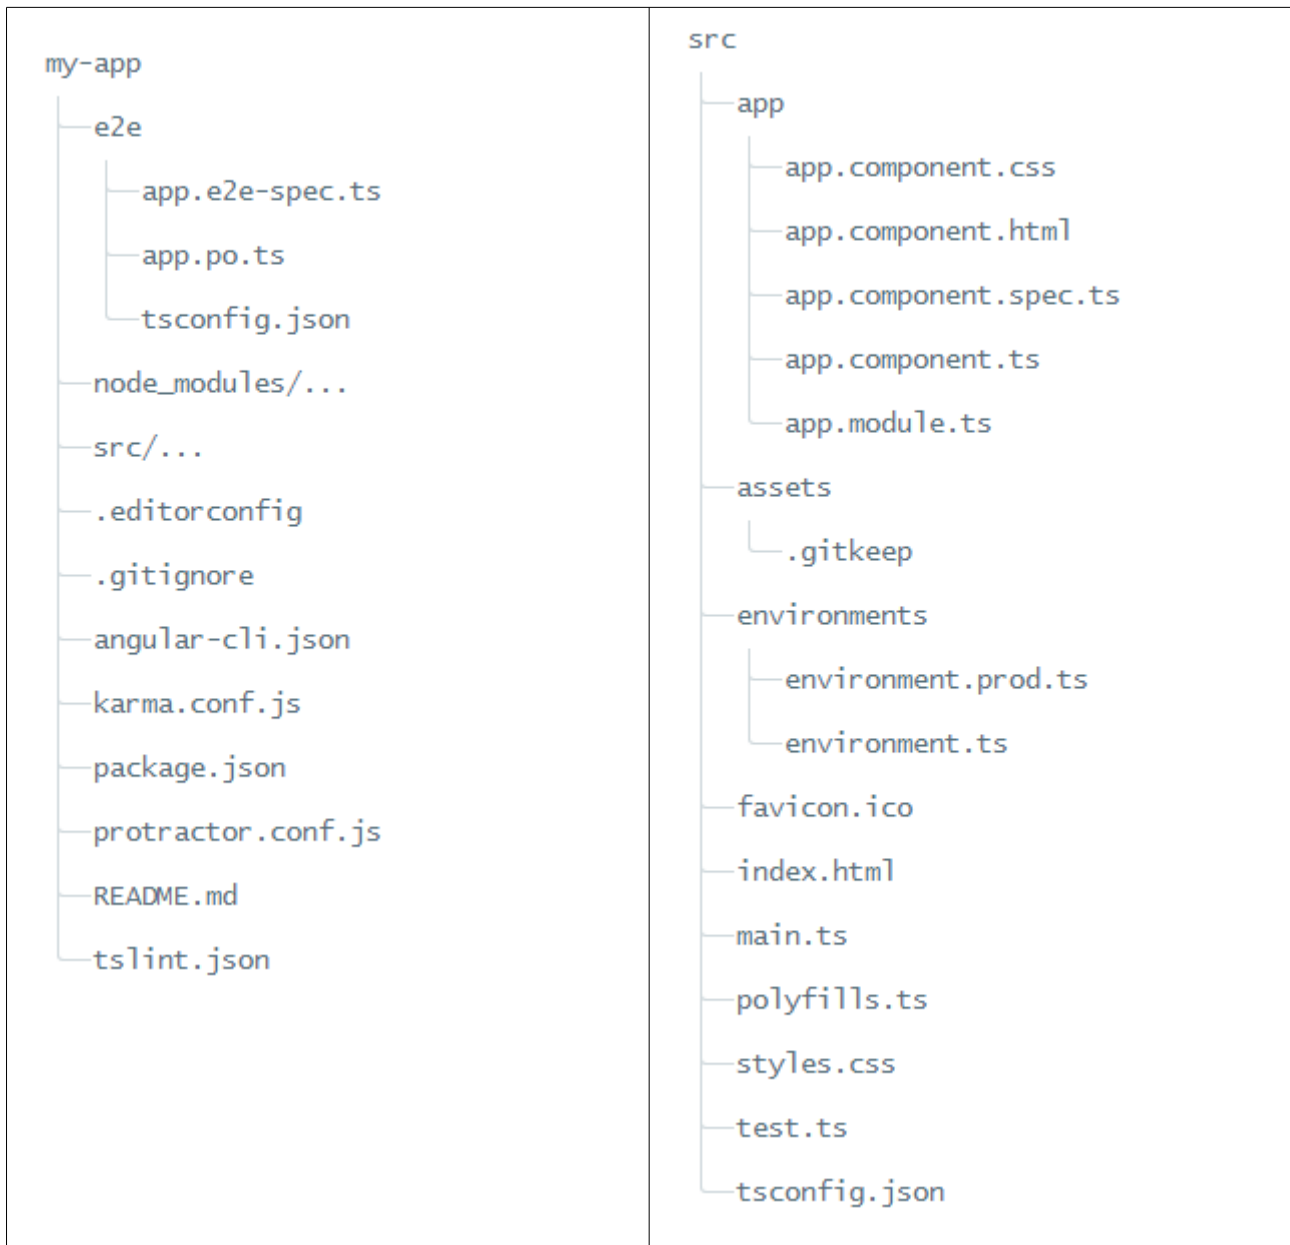 my-app
e2e
app.e2e-spec.ts
app.po.ts
tsconfig.json
node_modules/...
src/...
.editorconfig
.gitignore
angular-cli.json
karma.conf.js
package.json
protractor.conf.js
README.md
tslint.json
src
app
app.component.css
app.component.html
app.component.spec.ts
app.component.ts
app.module.ts
assets
.gitkeep
environments
environment.prod.ts
environment.ts
favicon.ico
index.html
main.ts
polyfills.ts
styles.css
test.ts
tsconfig.json